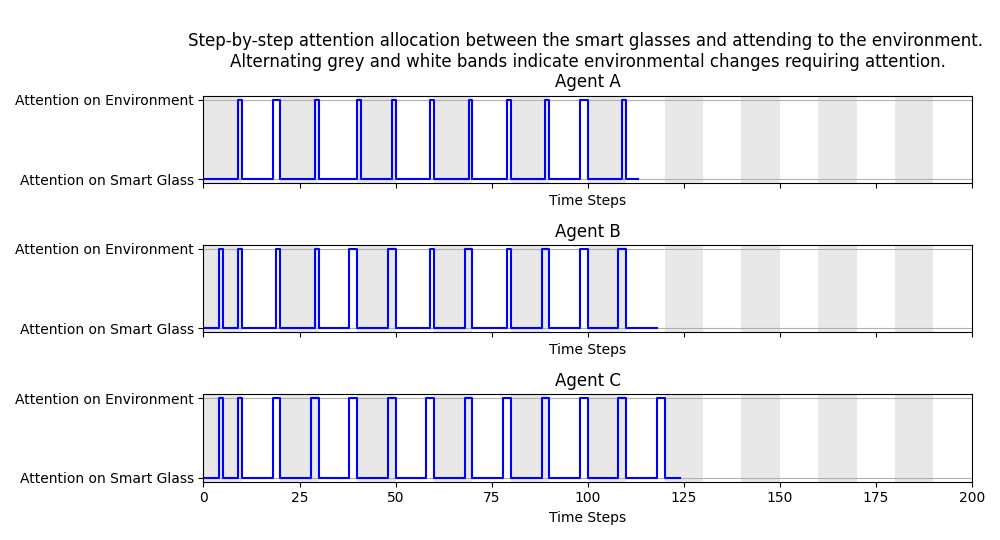 Step-by-step attention allocation between the smart glasses and attending to the environment.
Alternating grey and white bands indicate environmental changes requiring attention.
Agent A
Attention on Environment
Attention on Smart Glass
Time Steps
Agent B
Attention on Environment
Attention on Smart Glass
Time Steps
Agent C
Attention on Environment
Attention on Smart Glass
0 25 50 75 100 125 150 175 200
Time Steps